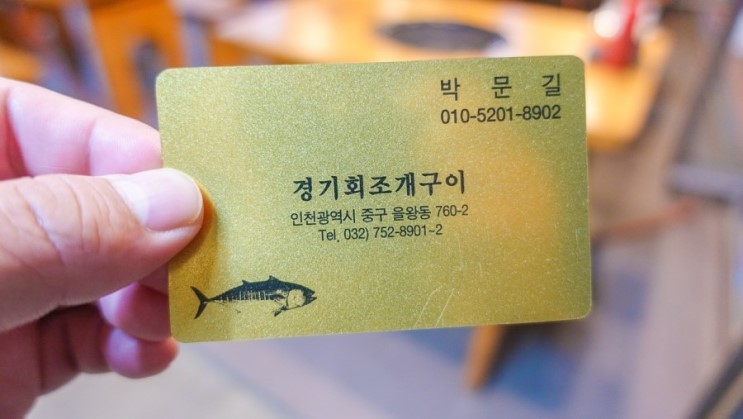 박 문 길
010-5201-8902
경기회조개구이
인천광역시 중구 을왕동 760-2
Tel. 032) 752-8901~2